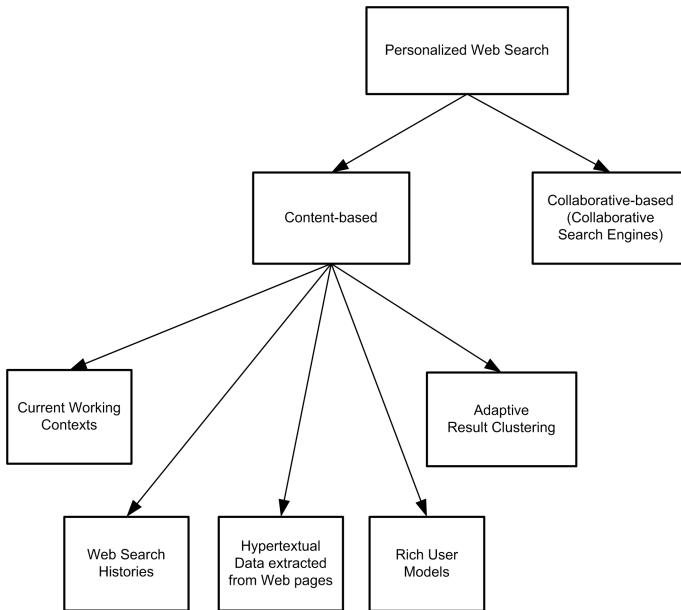 Personalized Web Search
Content-based
Collaborative-based
(Collaborative
Search Engines)
Current Working
Contexts
Adaptive
Result Clustering
Web Search
Histories
Hypertextual
Data extracted
from Web pages
Rich User
Models